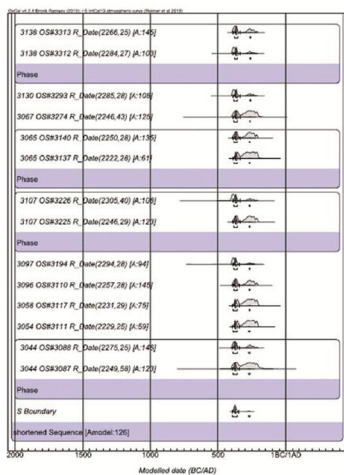 OxCal v4.2.4 Bronk Ramsey (2013); r:5 IntCal13 atmospheric curve (Reimer et al 2013)
3138 OS#3313 R_Date(2266,25) [A:145]
3138 OS#3312 R_Date(2284,27) [A:103]
Phase
3130 OS#3293 R_Date(2285,28) [A:108]
3067 OS#3274 R_Date(2246,43) [A:125]
3065 OS#3140 R_Date(2250,28) [A:135]
3065 OS#3137 R_Date(2222,28) [A:61]
Phase
3107 OS#3226 R_Date(2305,40) [A:108]
3107 OS#3225 R_Date(2246,29) [A:123]
Phase
3097 OS#3194 R_Date(2294,28) [A:94]
3096 OS#3110 R_Date(2257,28) [A:145]
3058 OS#3117 R_Date(2231,29) [A:75]
3054 OS#3111 R_Date(2229,25) [A:59]
3044 OS#3088 R_Date(2275,25) [A:145]
3044 OS#3087 R_Date(2249,58) [A:123]
Phase
S Boundary
shortened Sequence [Amodel:126]
2000 1500 1000 500 1BC/1AD
Modelled date (BC/AD)